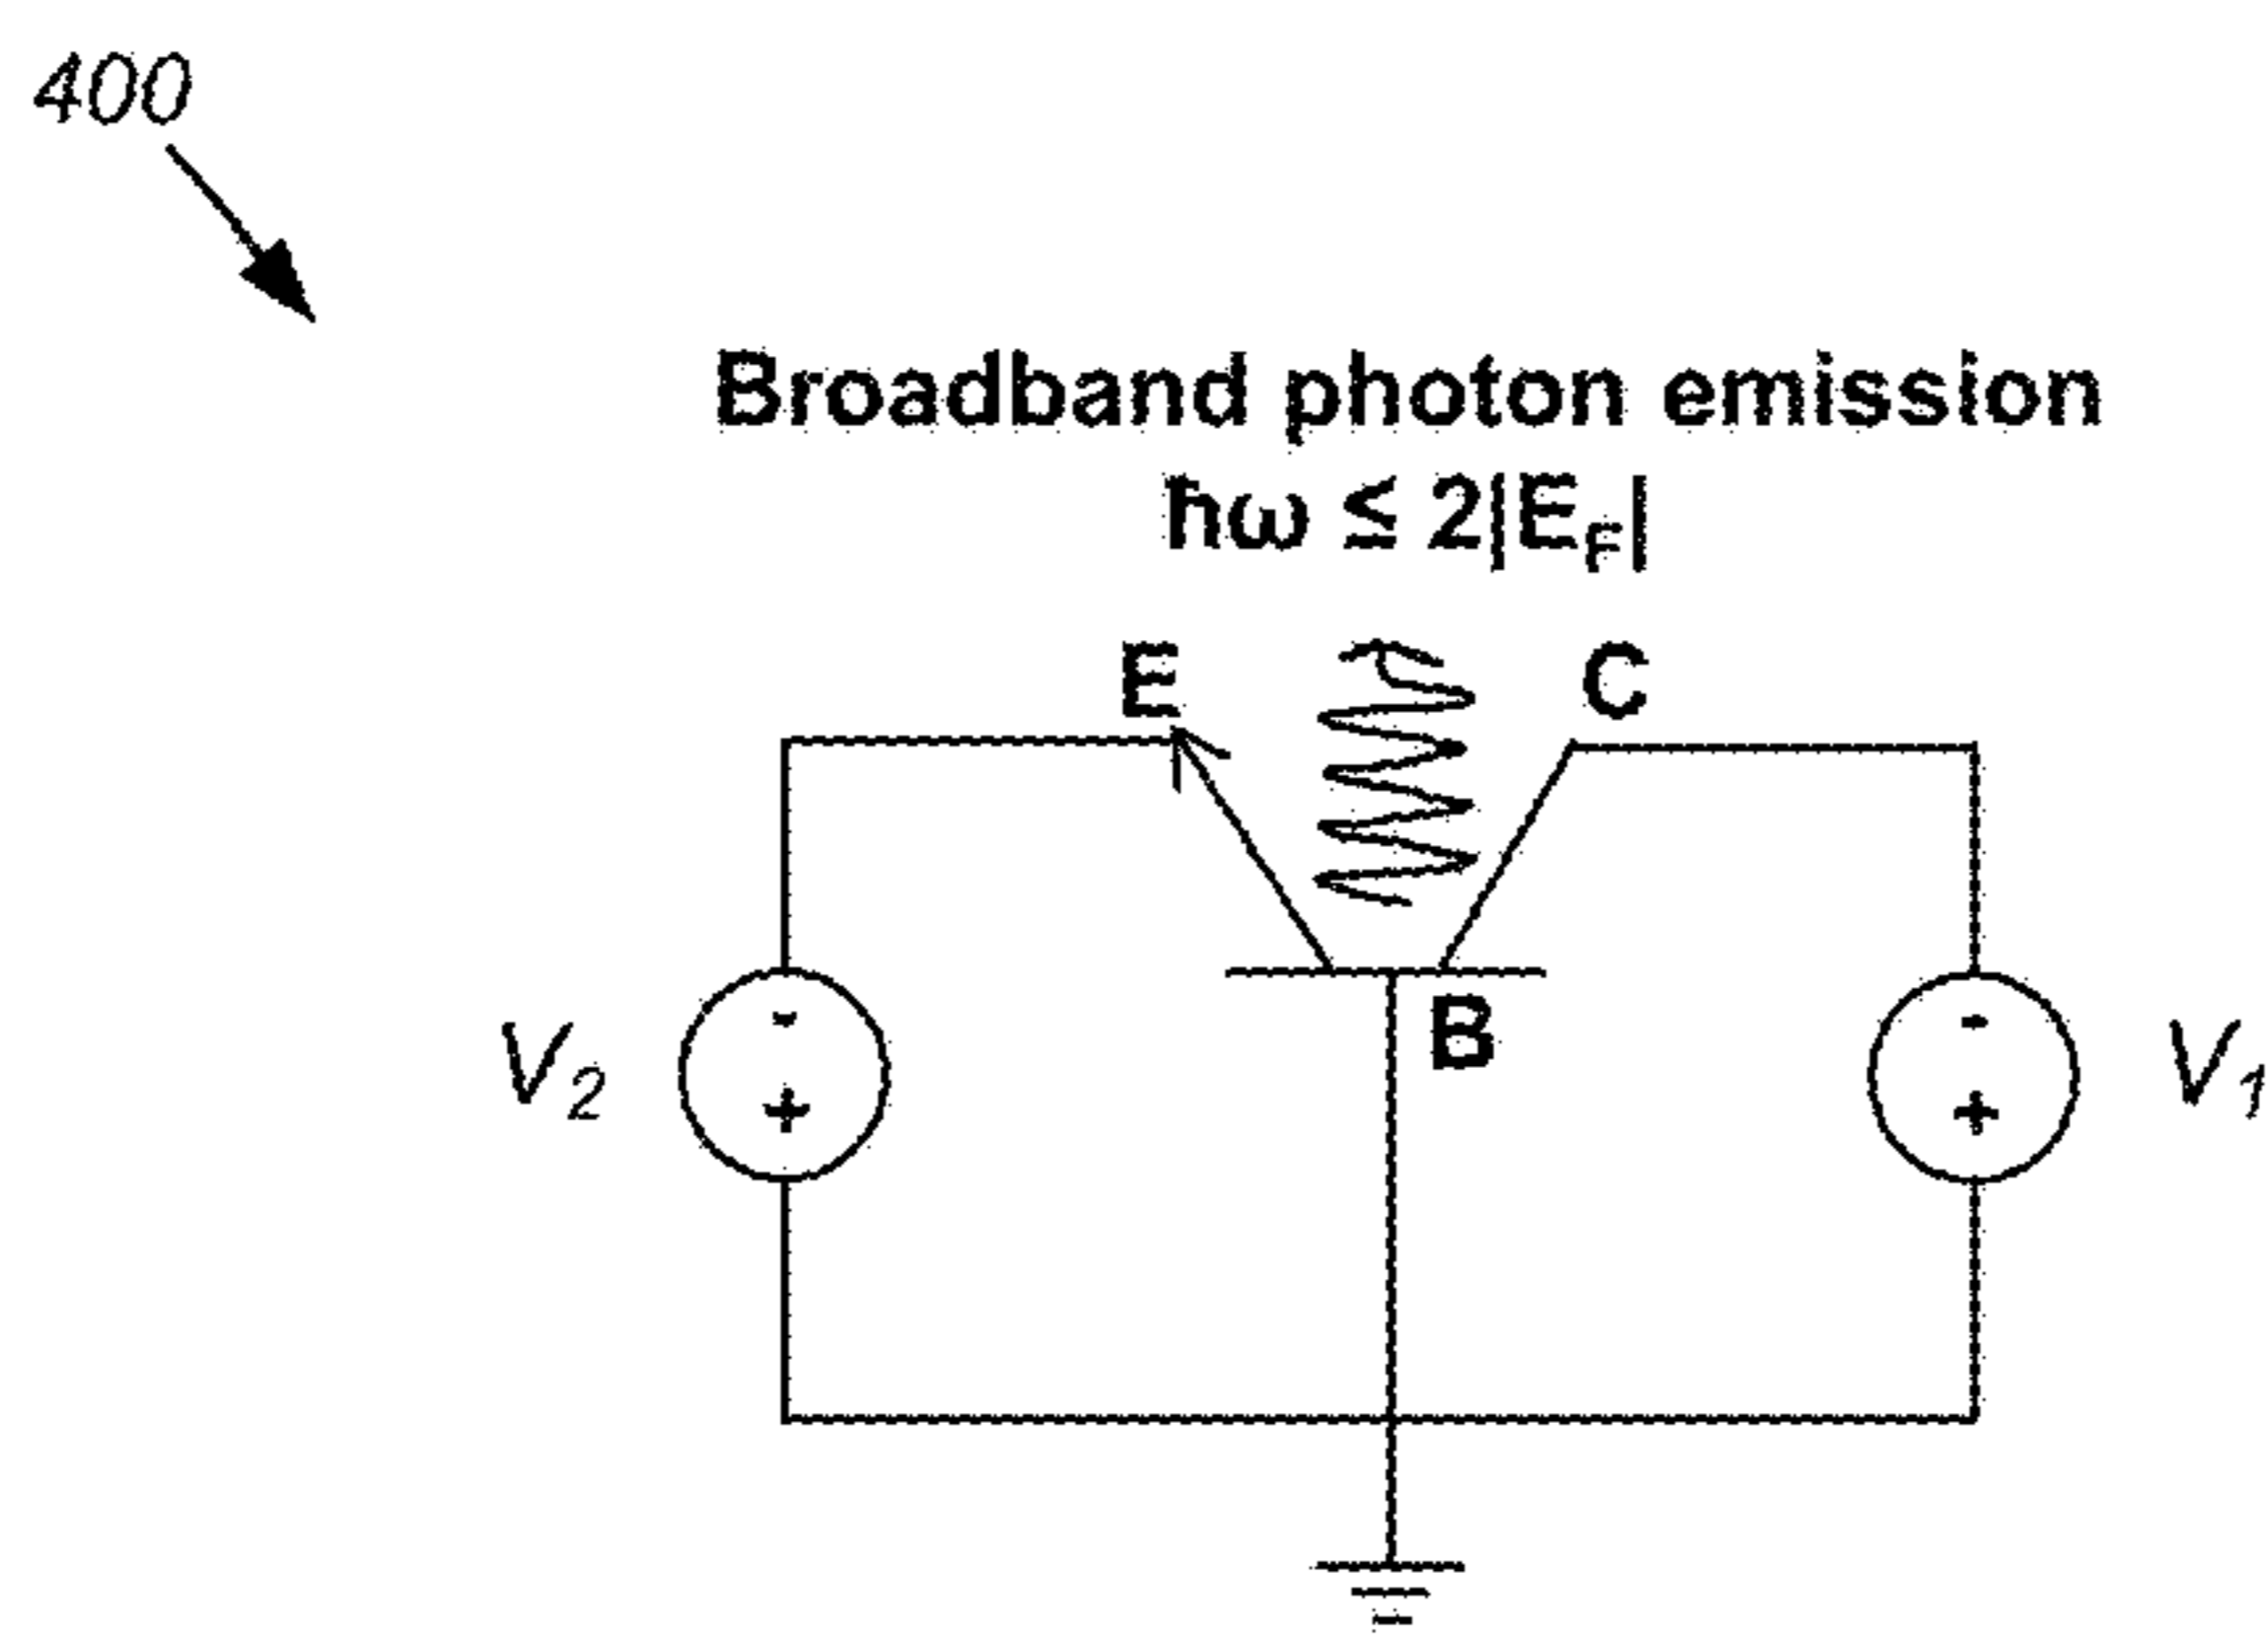 400
Broadband photon emission
ħω ≤ 2|E_F|
E
C
B
V2
-
+
-
+
V1